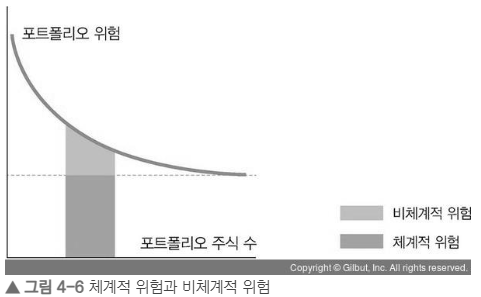 포트폴리오 위험
비체계적 위험
체계적 위험
포트폴리오 주식 수
Copyright © Gilbut, Inc. All rights reserved.
▲ 그림 4-6 체계적 위험과 비체계적 위험